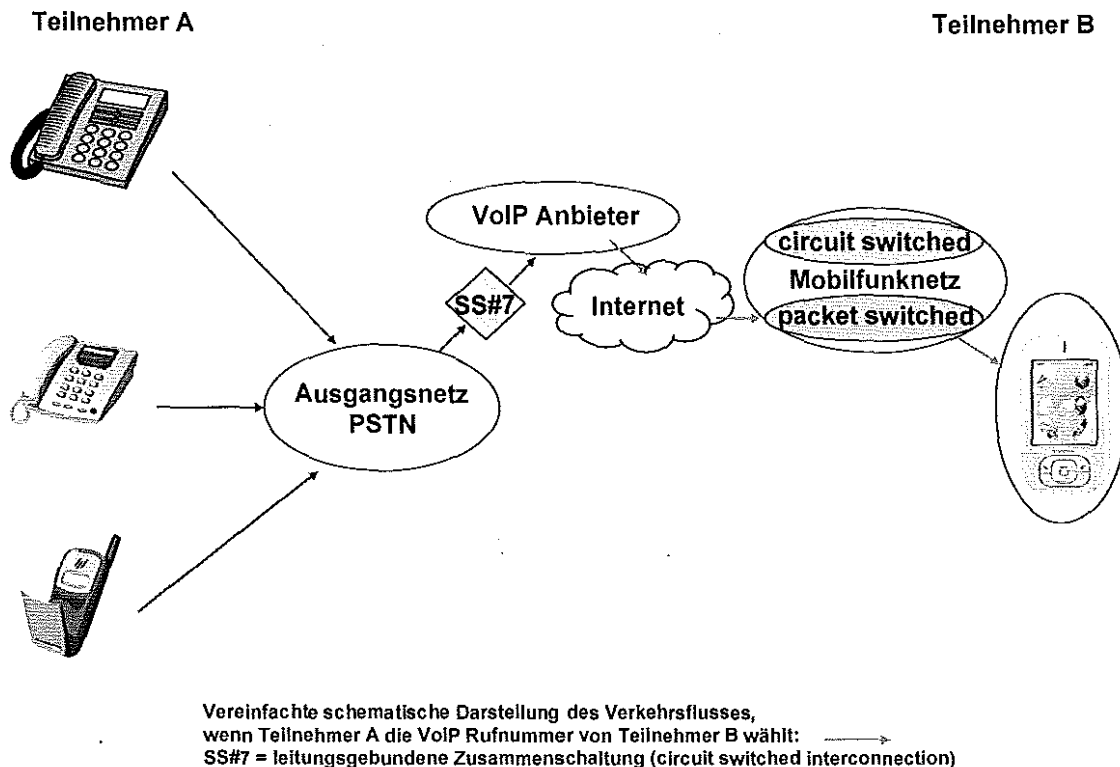 Teilnehmer A
Teilnehmer B
VoIP Anbieter
circuit switched
SS#7
Internet
Mobilfunknetz
packet switched
Ausgangsnetz
PSTN
Vereinfachte schematische Darstellung des Verkehrsflusses,
wenn Teilnehmer A die VoIP Rufnummer von Teilnehmer B wählt:
SS#7 = leitungsgebundene Zusammenschaltung (circuit switched interconnection)